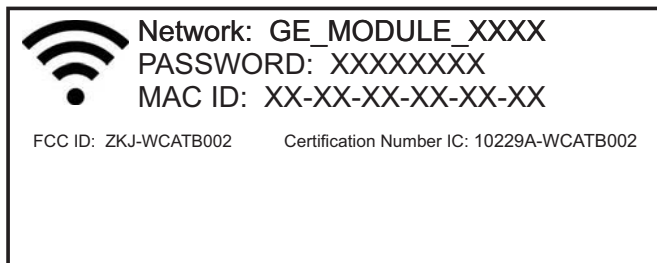 Network: GE_MODULE_XXXX
PASSWORD: XXXXXXXX
MAC ID: XX-XX-XX-XX-XX-XX
FCC ID: ZKJ-WCATB002 Certification Number IC: 10229A-WCATB002